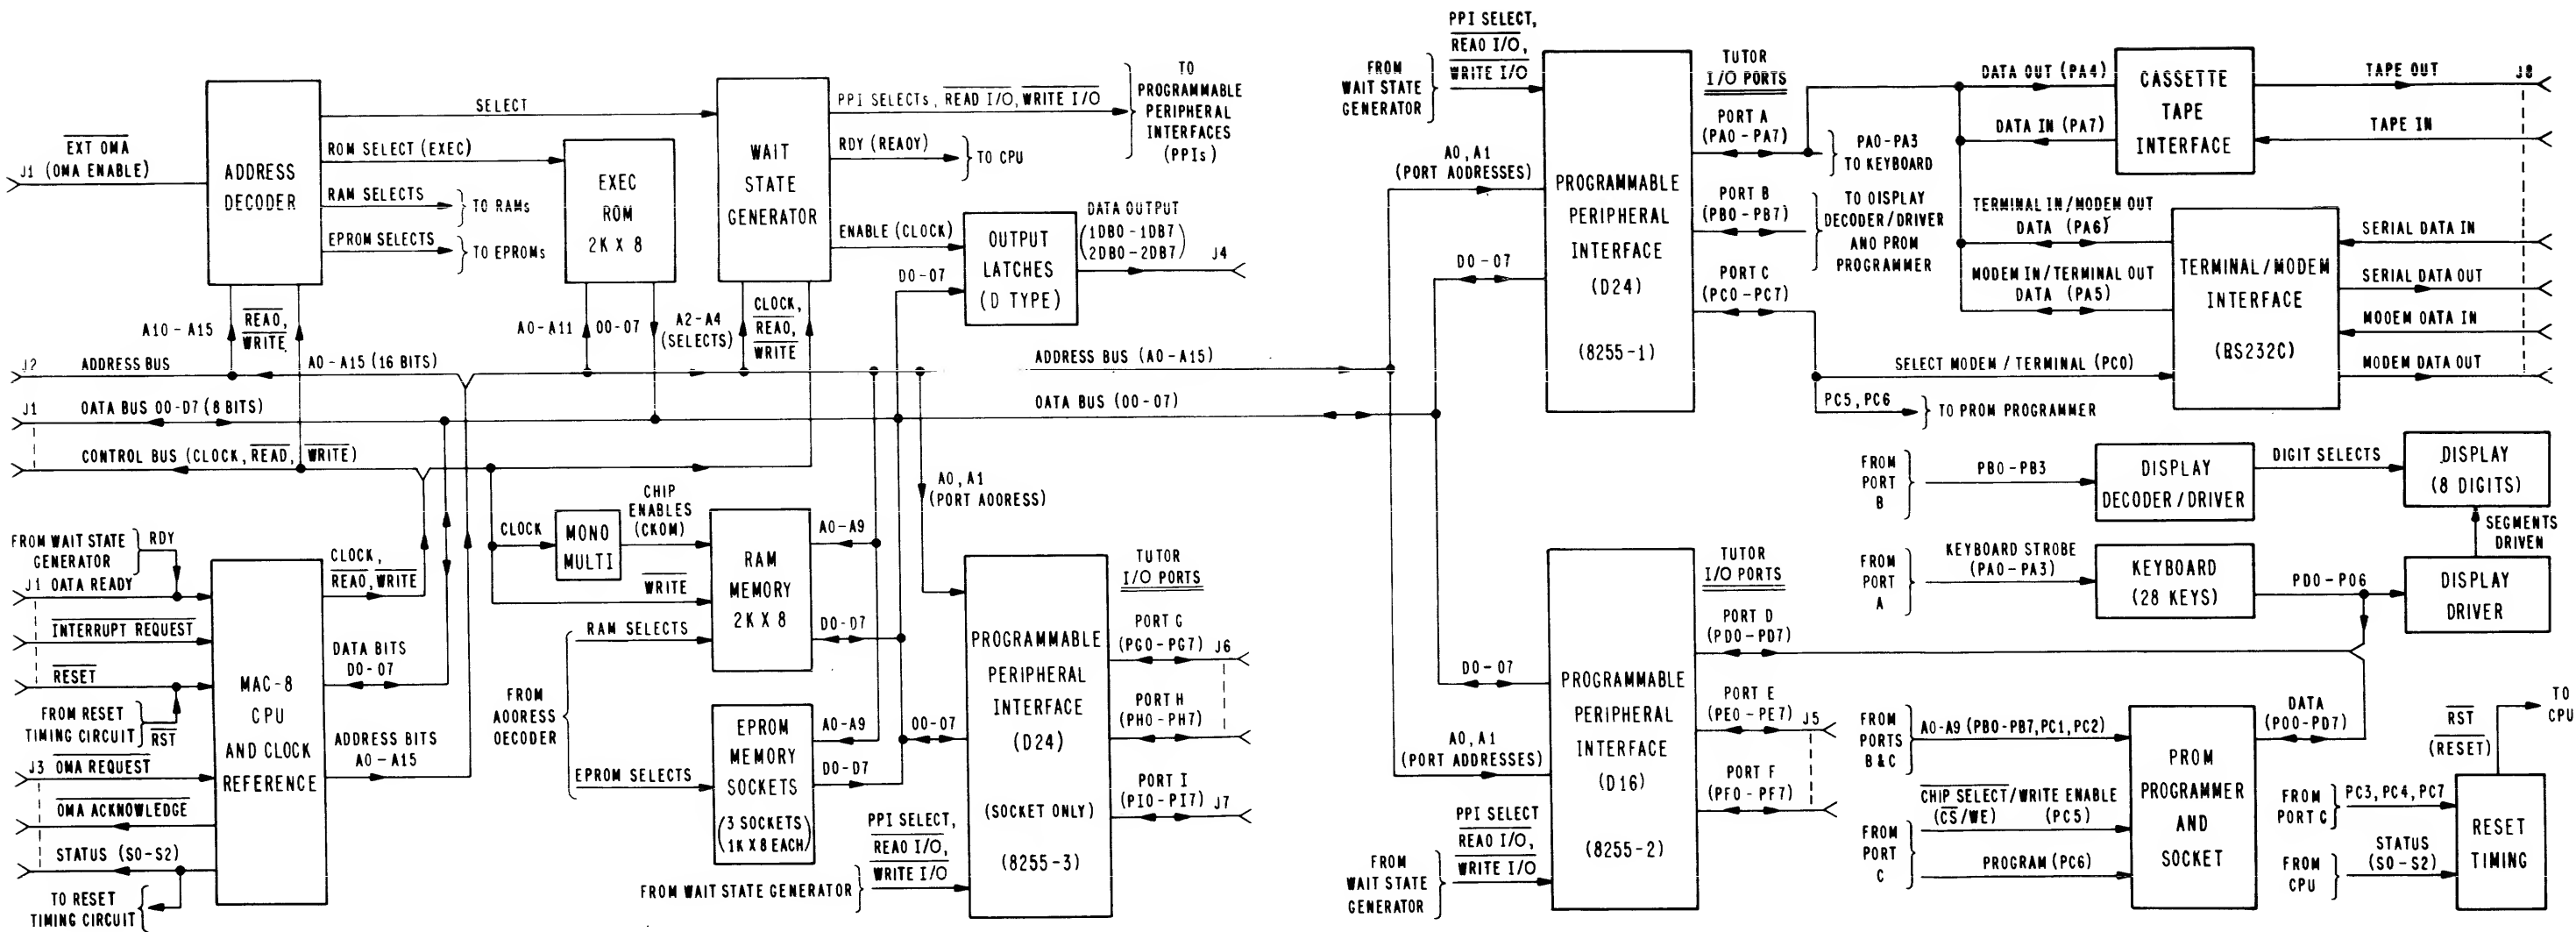 EXT DMA
J1 (DMA ENABLE)
ADDRESS
DECODER
SELECT
ROM SELECT (EXEC)
RAM SELECTS
TO RAMs
EPROM SELECTS
TO EPROMs
EXEC
ROM
2K X 8
WAIT
STATE
GENERATOR
PPI SELECTs, READ I/O, WRITE I/O
RDY (READY)
TO CPU
TO
PROGRAMMABLE
PERIPHERAL
INTERFACES
(PPIs)
ENABLE (CLOCK)
D0-07
OUTPUT
LATCHES
(D TYPE)
DATA OUTPUT
(1DB0-1DB7
2DB0-2DB7)
J4
A10-A15
READ,
WRITE
A0-A11
00-07
A2-A4
(SELECTS)
CLOCK,
READ,
WRITE
J2
ADDRESS BUS
A0-A15 (16 BITS)
ADDRESS BUS (A0-A15)
J1
DATA BUS 00-D7 (8 BITS)
DATA BUS (00-07)
CONTROL BUS (CLOCK, READ, WRITE)
A0, A1
(PORT ADDRESS)
FROM WAIT STATE
GENERATOR
RDY
J1 DATA READY
INTERRUPT REQUEST
RESET
FROM RESET
TIMING CIRCUIT
RST
J3 DMA REQUEST
DMA ACKNOWLEDGE
STATUS (S0-S2)
TO RESET
TIMING CIRCUIT
MAC-8
CPU
AND CLOCK
REFERENCE
CLOCK,
READ, WRITE
DATA BITS
D0-07
ADDRESS BITS
A0-A15
CLOCK
MONO
MULTI
CHIP
ENABLES
(CKOM)
WRITE
RAM SELECTS
RAM
MEMORY
2K X 8
A0-A9
D0-D7
FROM
ADDRESS
DECODER
EPROM SELECTS
EPROM
MEMORY
SOCKETS
(3 SOCKETS
1K X 8 EACH)
A0-A9
D0-D7
00-07
PPI SELECT,
READ I/O,
WRITE I/O
FROM WAIT STATE GENERATOR
PROGRAMMABLE
PERIPHERAL
INTERFACE
(D24)
(SOCKET ONLY)
(8255-3)
TUTOR
I/O PORTS
PORT G
(PG0-PG7)
J6
PORT H
(PH0-PH7)
PORT I
(PI0-PI7)
J7
PPI SELECT,
READ I/O,
WRITE I/O
FROM
WAIT STATE
GENERATOR
A0, A1
(PORT ADDRESSES)
D0-07
PROGRAMMABLE
PERIPHERAL
INTERFACE
(D24)
(8255-1)
TUTOR
I/O PORTS
PORT A
(PA0-PA7)
PA0-PA3
TO KEYBOARD
PORT B
(PB0-PB7)
TO DISPLAY
DECODER/DRIVER
AND PROM
PROGRAMMER
PORT C
(PC0-PC7)
DATA OUT (PA4)
DATA IN (PA7)
CASSETTE
TAPE
INTERFACE
TAPE OUT
J8
TAPE IN
TERMINAL IN/MODEM OUT
DATA (PA6)
MODEM IN/TERMINAL OUT
DATA (PA5)
TERMINAL/MODEM
INTERFACE
(RS232C)
SERIAL DATA IN
SERIAL DATA OUT
MODEM DATA IN
MODEM DATA OUT
SELECT MODEM / TERMINAL (PC0)
PC5, PC6
TO PROM PROGRAMMER
FROM
PORT
B
PB0-PB3
DISPLAY
DECODER/DRIVER
DIGIT SELECTS
DISPLAY
(8 DIGITS)
SEGMENTS
DRIVEN
FROM
PORT
A
KEYBOARD STROBE
(PA0-PA3)
KEYBOARD
(28 KEYS)
PD0-P06
DISPLAY
DRIVER
D0-07
A0, A1
(PORT ADDRESSES)
PPI SELECT
READ I/O,
WRITE I/O
FROM
WAIT STATE
GENERATOR
PROGRAMMABLE
PERIPHERAL
INTERFACE
(D16)
(8255-2)
TUTOR
I/O PORTS
PORT D
(PD0-PD7)
PORT E
(PE0-PE7)
J5
PORT F
(PF0-PF7)
FROM
PORTS
B&C
A0-A9 (PB0-PB7, PC1, PC2)
CHIP SELECT/WRITE ENABLE
(CS/WE) (PC5)
FROM
PORT
C
PROGRAM (PC6)
PROM
PROGRAMMER
AND
SOCKET
DATA
(P00-PD7)
RST
(RESET)
TO
CPU
FROM
PORT C
PC3, PC4, PC7
STATUS
(S0-S2)
FROM
CPU
RESET
TIMING